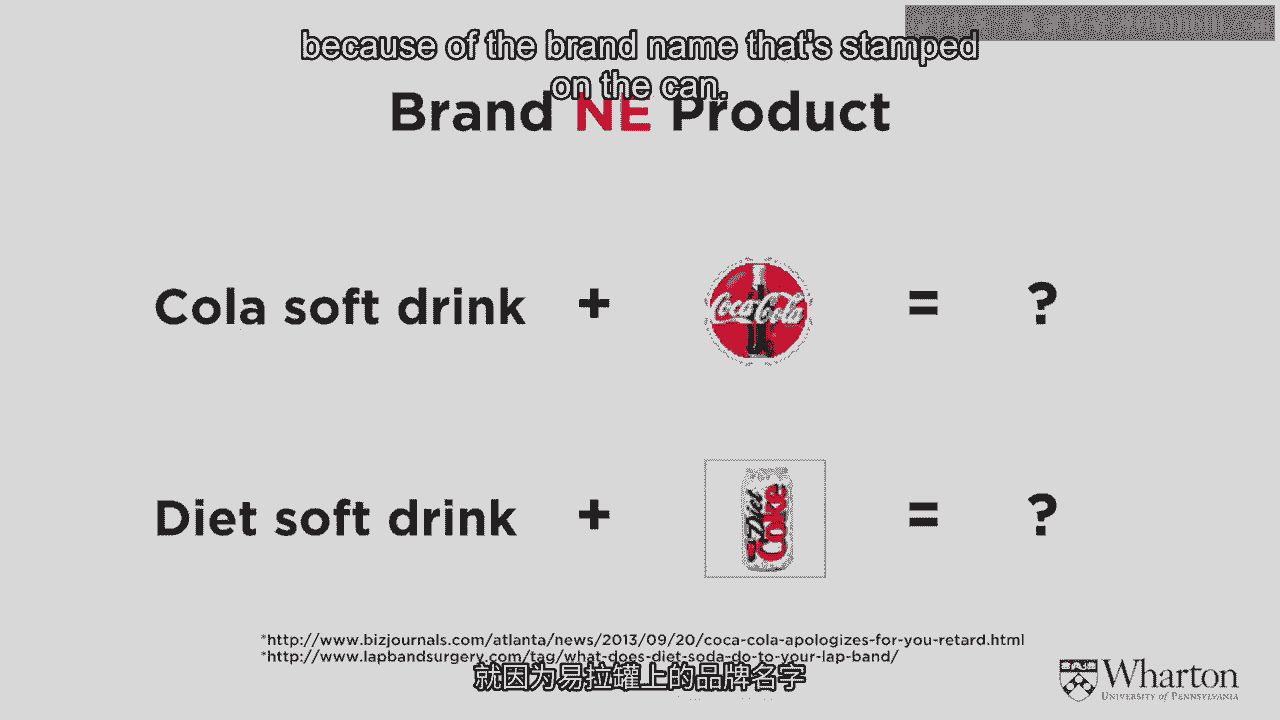 because of the brand name that's stamped
on the can.
Brand NE Product
Cola soft drink + Coca-Cola = ?
Diet soft drink + Diet Coke = ?
*http://www.bizjournals.com/atlanta/news/2013/09/20/coca-cola-apologizes-for-you-retard.html
*http://www.lapbandsurgery.com/tag/what-does-diet-soda-do-to-your-lap-band/
就因为易拉罐上的品牌名字
Wharton
UNIVERSITY of PENNSYLVANIA